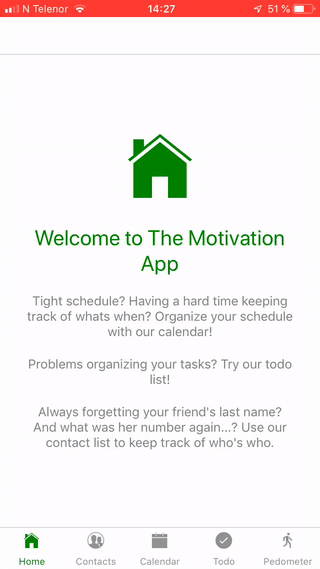 N Telenor 14:27 51 %
Welcome to The Motivation
App
Tight schedule? Having a hard time keeping
track of whats when? Organize your schedule
with our calendar!
Problems organizing your tasks? Try our todo
list!
Always forgetting your friend's last name?
And what was her number again...? Use our
contact list to keep track of who's who.
Home Contacts Calendar Todo Pedometer